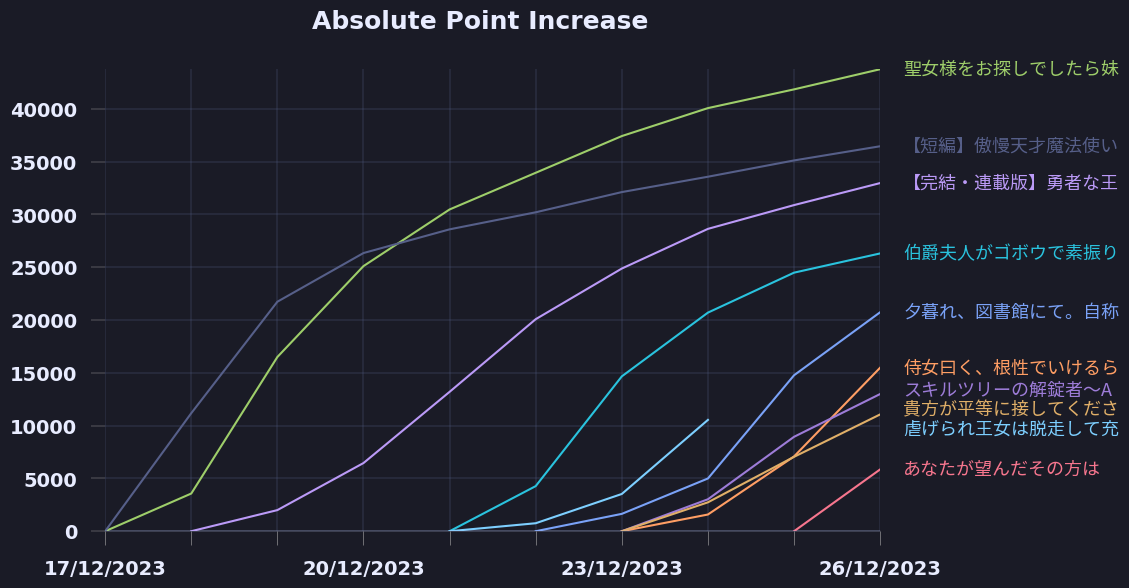 Absolute Point Increase
聖女様をお探しでしたら妹
40000
【短編】傲慢天才魔法使い
35000
【完結・連載版】勇者な王
30000
伯爵夫人がゴボウで素振り
25000
夕暮れ、図書館にて。自称
20000
侍女曰く、根性でいけるら
15000
スキルツリーの解錠者～A
貴方が平等に接してくださ
10000
虐げられ王女は脱走して充
あなたが望んだその方は
5000
0
17/12/2023 20/12/2023 23/12/2023 26/12/2023